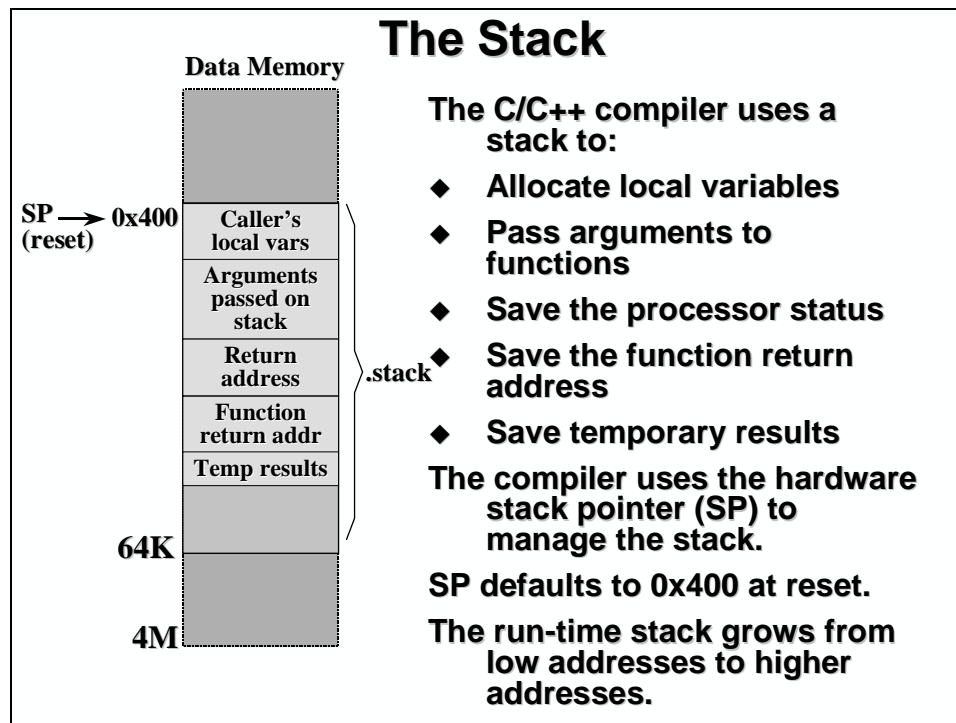 The Stack
Data Memory
SP
(reset)
0x400
Caller's
local vars
Arguments
passed on
stack
Return
address
Function
return addr
Temp results
.stack
64K
4M
The C/C++ compiler uses a
stack to:
◆ Allocate local variables
◆ Pass arguments to
functions
◆ Save the processor status
◆ Save the function return
address
◆ Save temporary results
The compiler uses the hardware
stack pointer (SP) to
manage the stack.
SP defaults to 0x400 at reset.
The run-time stack grows from
low addresses to higher
addresses.